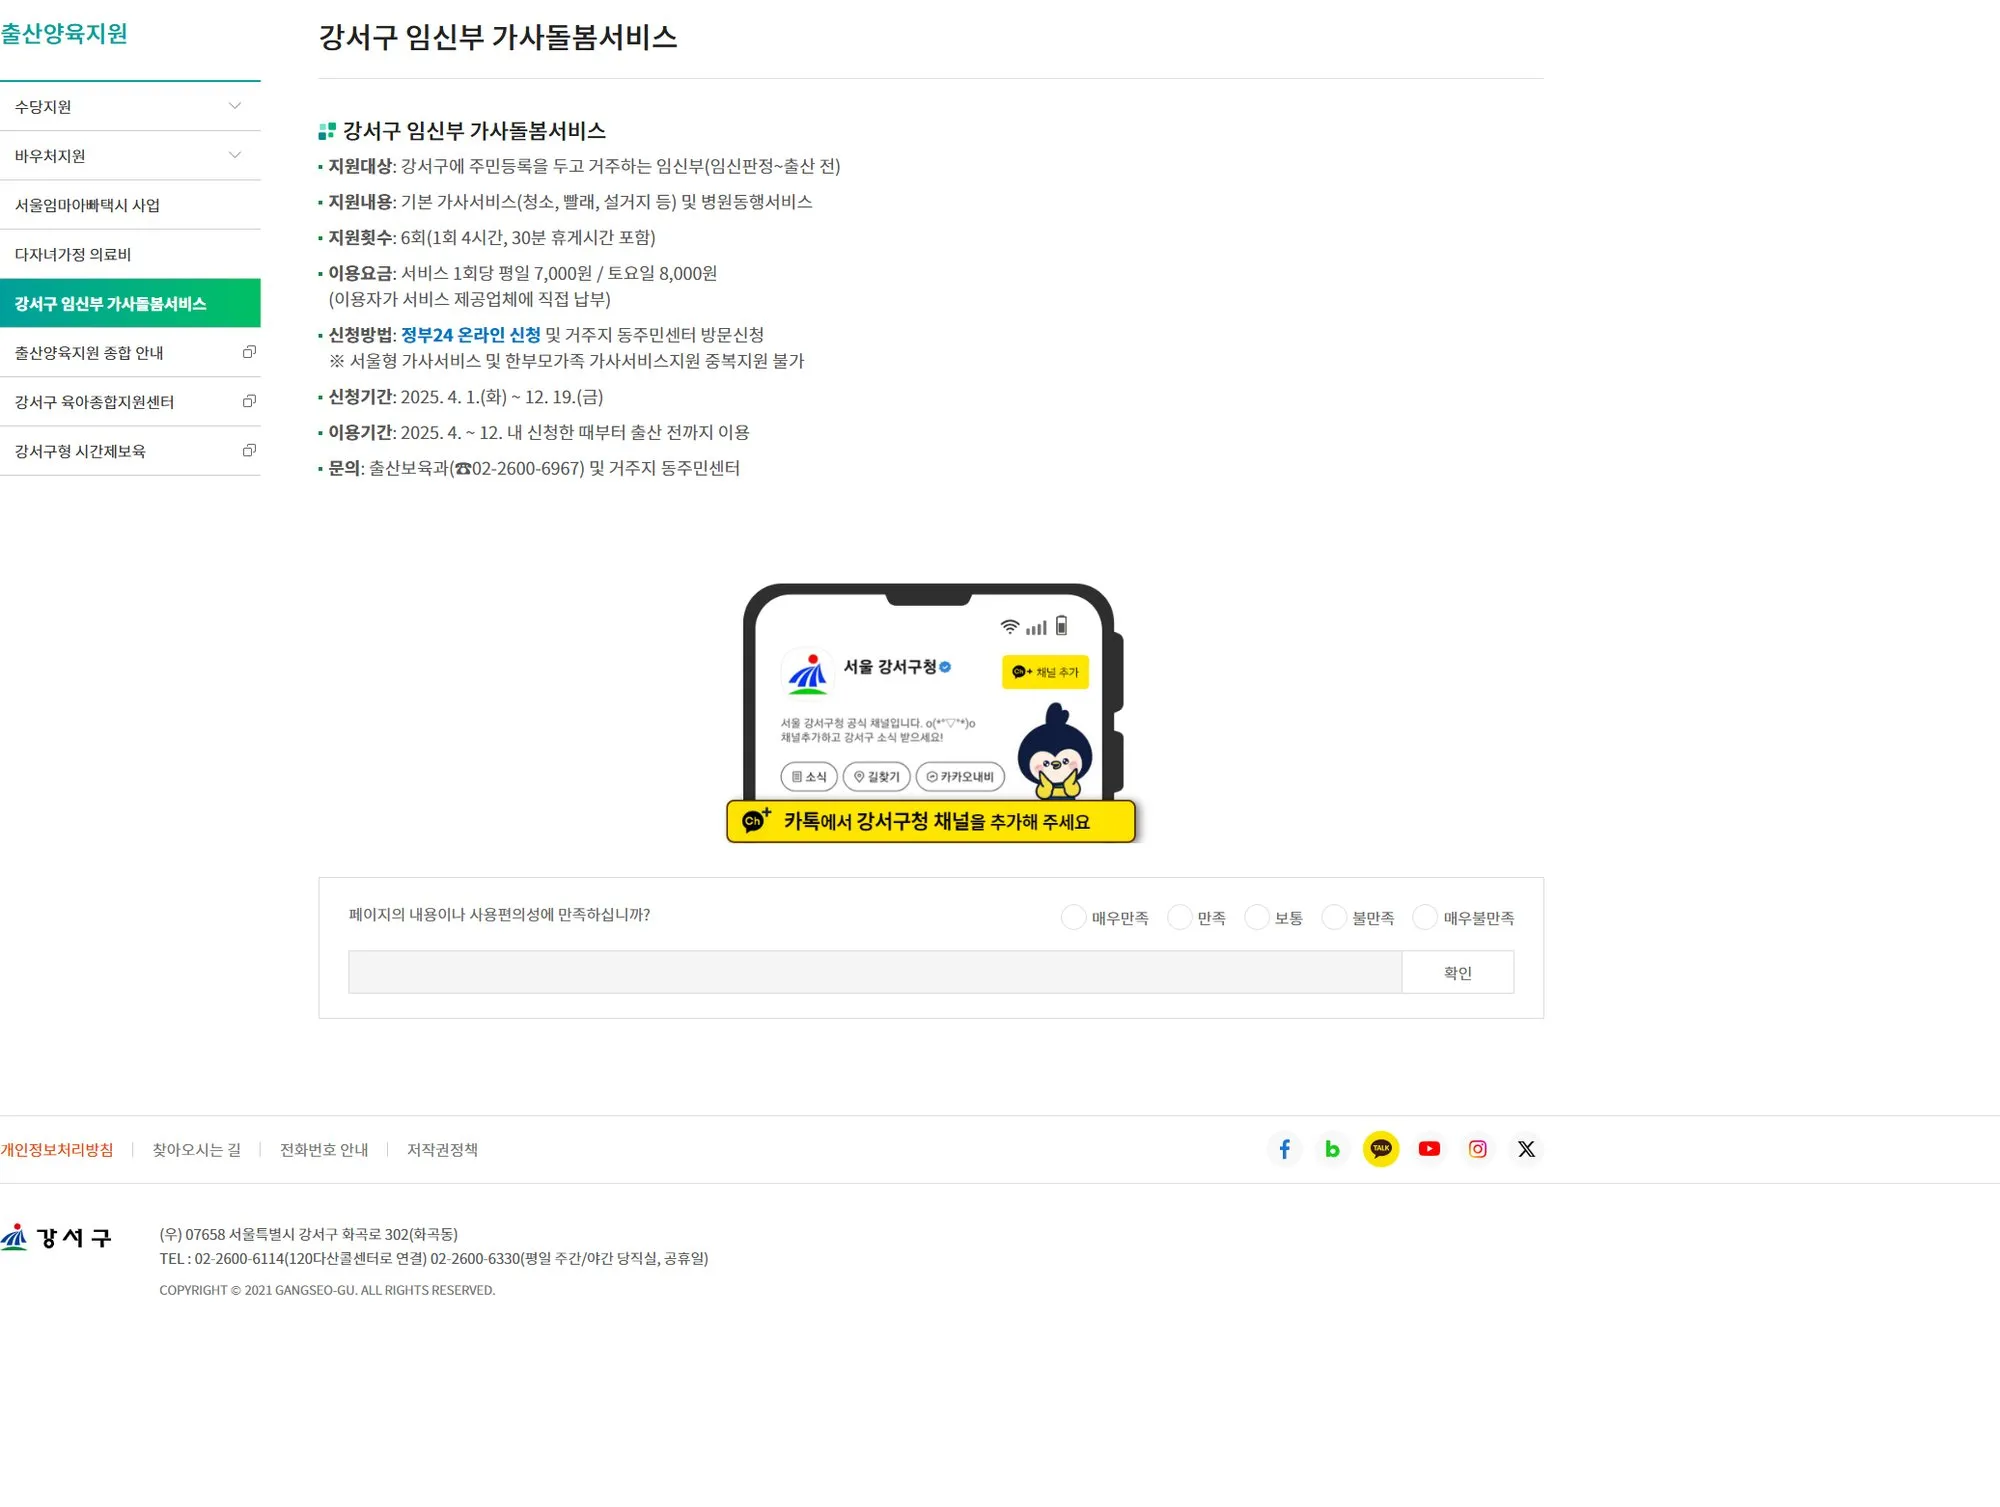 출산양육지원
수당지원
바우처지원
서울엄마아빠택시 사업
다자녀가정 의료비
강서구 임신부 가사돌봄서비스
출산양육지원 종합 안내
강서구 육아종합지원센터
강서구형 시간제보육
강서구 임신부 가사돌봄서비스
강서구 임신부 가사돌봄서비스
지원대상: 강서구에 주민등록을 두고 거주하는 임신부(임신판정~출산 전)
지원내용: 기본 가사서비스(청소, 빨래, 설거지 등) 및 병원동행서비스
지원횟수: 6회(1회 4시간, 30분 휴게시간 포함)
이용요금: 서비스 1회당 평일 7,000원 / 토요일 8,000원
(이용자가 서비스 제공업체에 직접 납부)
신청방법: 정부24 온라인 신청 및 거주지 동주민센터 방문신청
※ 서울형 가사서비스 및 한부모가족 가사서비스지원 중복지원 불가
신청기간: 2025. 4. 1.(화) ~ 12. 19.(금)
이용기간: 2025. 4. ~ 12. 내 신청한 때부터 출산 전까지 이용
문의: 출산보육과(☎02-2600-6967) 및 거주지 동주민센터
서울 강서구청
Ch+ 채널 추가
서울 강서구청 공식 채널입니다. o(*°▽°*)o
채널추가하고 강서구 소식 받으세요!
소식 길찾기 카카오내비
Ch+ 카톡에서 강서구청 채널을 추가해 주세요
페이지의 내용이나 사용편의성에 만족하십니까?
매우만족 만족 보통 불만족 매우불만족
확인
개인정보처리방침 찾아오시는 길 전화번호 안내 저작권정책
TALK
강서구
(우) 07658 서울특별시 강서구 화곡로 302(화곡동)
TEL : 02-2600-6114(120다산콜센터로 연결) 02-2600-6330(평일 주간/야간 당직실, 공휴일)
COPYRIGHT © 2021 GANGSEO-GU. ALL RIGHTS RESERVED.